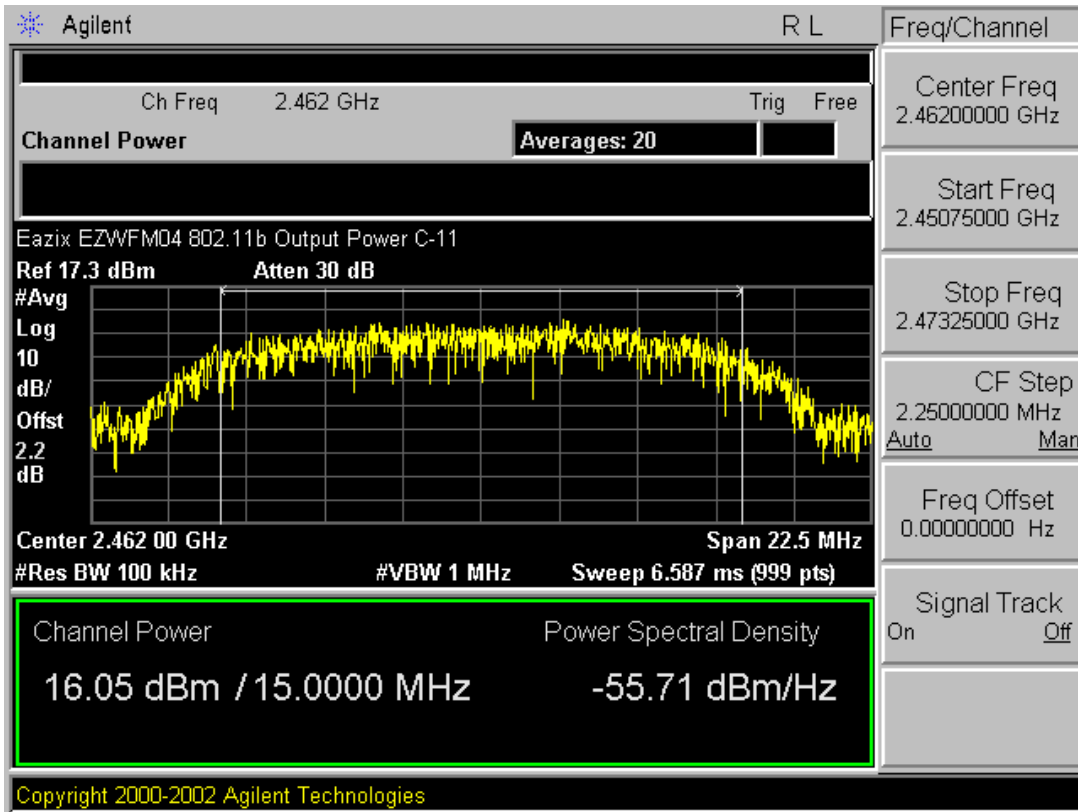 Agilent R L Freq/Channel
Ch Freq 2.462 GHz Trig Free
Channel Power Averages: 20
Center Freq
2.46200000 GHz
Start Freq
2.45075000 GHz
Stop Freq
2.47325000 GHz
CF Step
2.25000000 MHz
Auto Man
Freq Offset
0.00000000 Hz
Signal Track
On Off
Eazix EZWFM04 802.11b Output Power C-11
Ref 17.3 dBm Atten 30 dB
#Avg
Log
10
dB/
Offst
2.2
dB
Center 2.462 00 GHz Span 22.5 MHz
#Res BW 100 kHz #VBW 1 MHz Sweep 6.587 ms (999 pts)
Channel Power Power Spectral Density
16.05 dBm / 15.0000 MHz -55.71 dBm/Hz
Copyright 2000-2002 Agilent Technologies